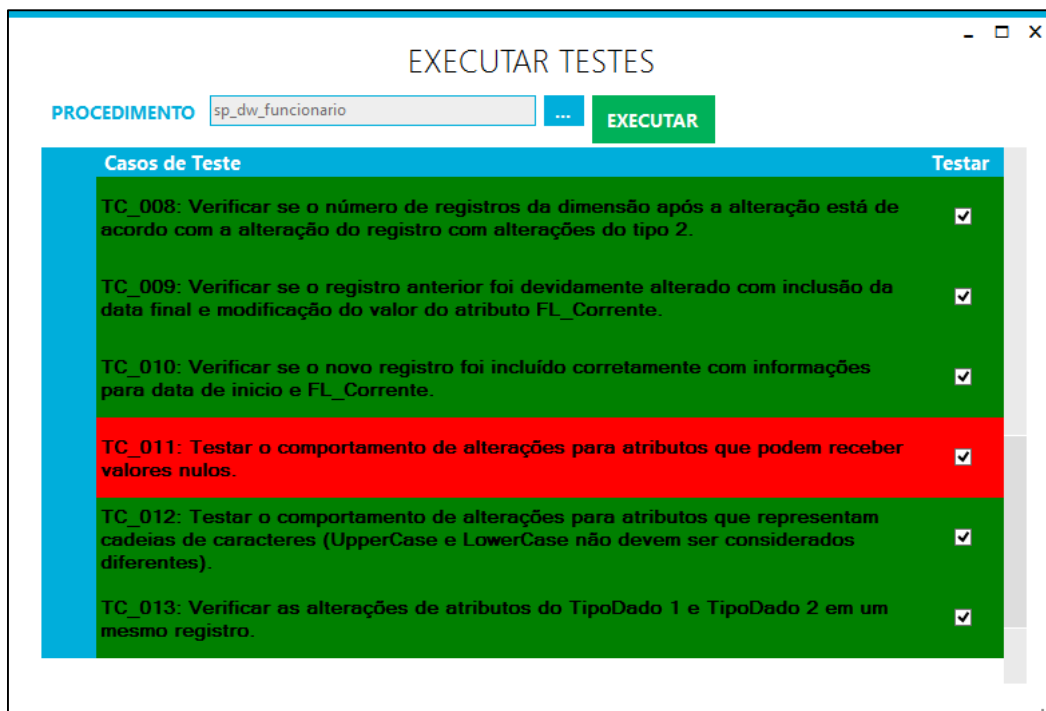 EXECUTAR TESTES
PROCEDIMENTO sp_dw_funcionario ... EXECUTAR
Casos de Teste Testar
TC_008: Verificar se o número de registros da dimensão após a alteração está de
acordo com a alteração do registro com alterações do tipo 2.
TC_009: Verificar se o registro anterior foi devidamente alterado com inclusão da
data final e modificação do valor do atributo FL_Corrente.
TC_010: Verificar se o novo registro foi incluído corretamente com informações
para data de inicio e FL_Corrente.
TC_011: Testar o comportamento de alterações para atributos que podem receber
valores nulos.
TC_012: Testar o comportamento de alterações para atributos que representam
cadeias de caracteres (UpperCase e LowerCase não devem ser considerados
diferentes).
TC_013: Verificar as alterações de atributos do TipoDado 1 e TipoDado 2 em um
mesmo registro.